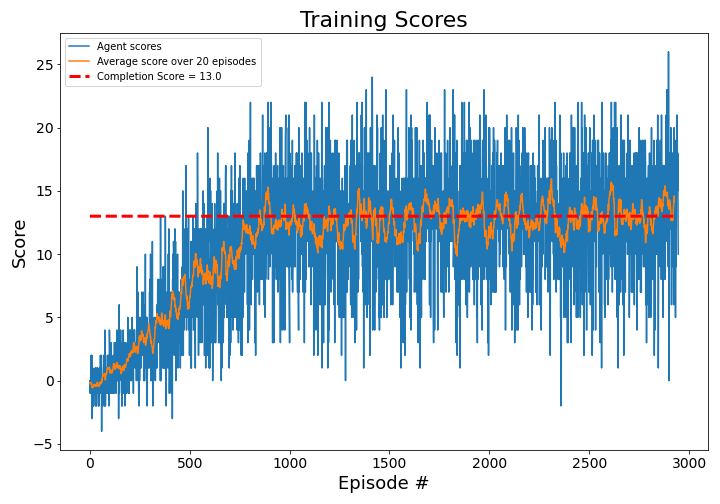 Training Scores
Agent scores
Average score over 20 episodes
Completion Score = 13.0
Score
25
20
15
10
5
0
−5
0
500
1000
1500
2000
2500
3000
Episode #